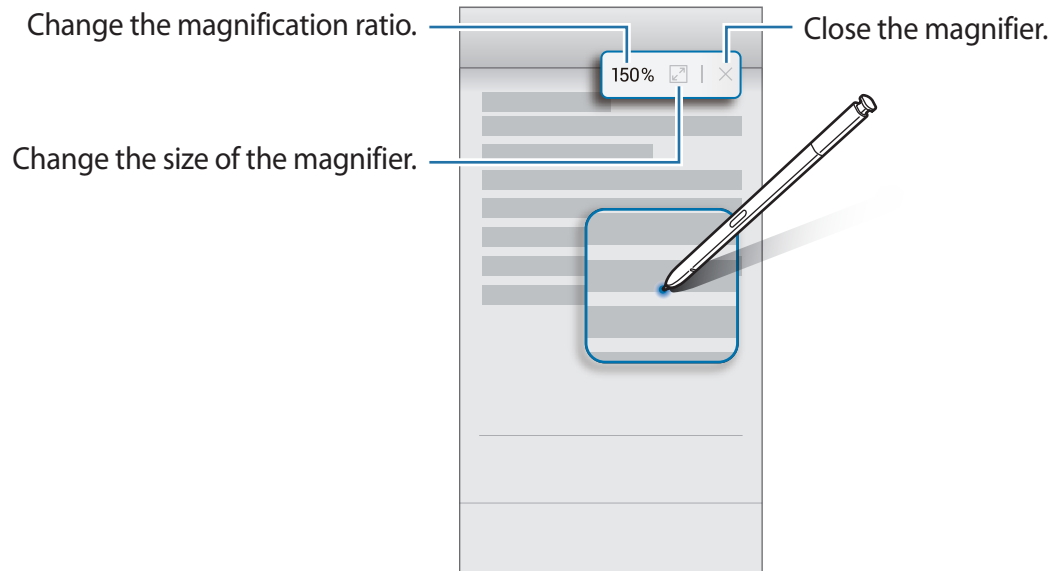 Change the magnification ratio.
Close the magnifier.
150%
Change the size of the magnifier.